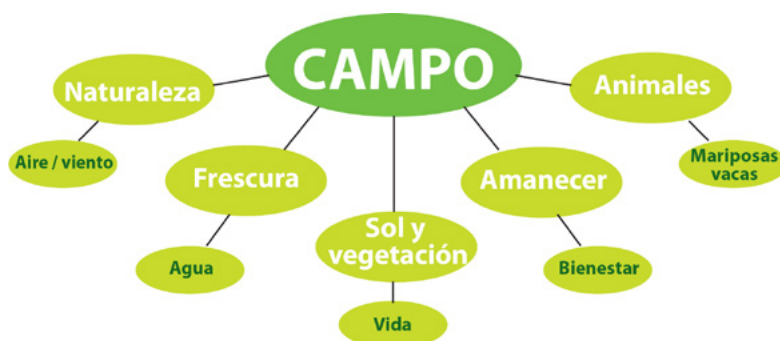 CAMPO
Naturaleza
Animales
Aire / viento
Mariposas
vacas
Frescura
Amanecer
Sol y
vegetación
Agua
Bienestar
Vida